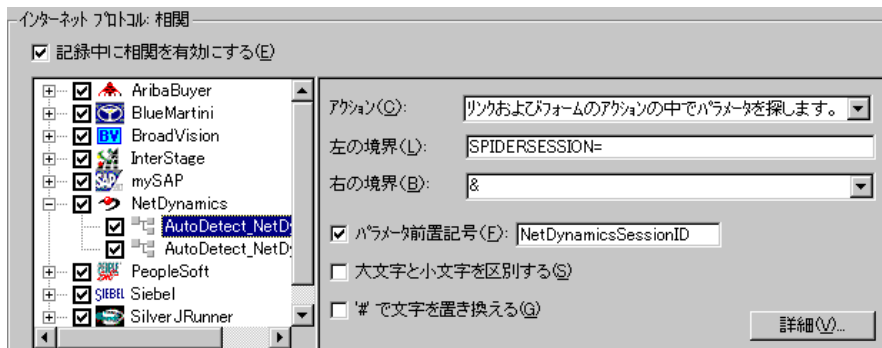 インターネット プロトコル: 相関
記録中に相関を有効にする(E)
AribaBuyer
BlueMartini
BroadVision
InterStage
mySAP
NetDynamics
AutoDetect_NetD
AutoDetect_NetD
PeopleSoft
Siebel
SilverJRunner
アクション(C):
リンクおよびフォームのアクションの中でパラメータを探します。
左の境界(L):
SPIDERSESSION=
右の境界(B):
&
パラメータ前置記号(F): NetDynamicsSessionID
大文字と小文字を区別する(S)
'#' で文字を置き換える(G)
詳細(V)...